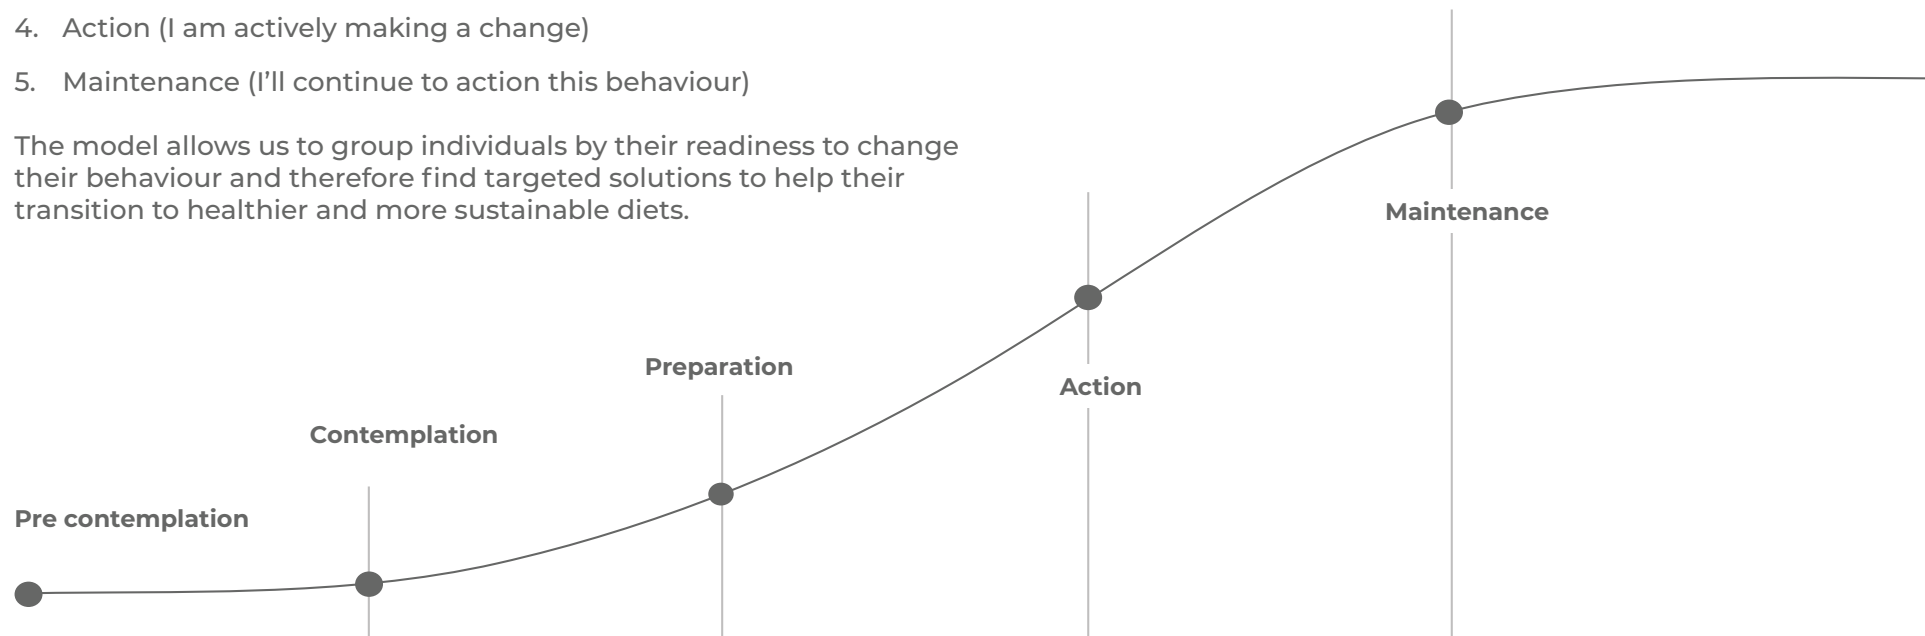 4. Action (I am actively making a change)
5. Maintenance (I’ll continue to action this behaviour)
The model allows us to group individuals by their readiness to change
their behaviour and therefore find targeted solutions to help their
transition to healthier and more sustainable diets.
Maintenance
Preparation
Action
Contemplation
Pre contemplation